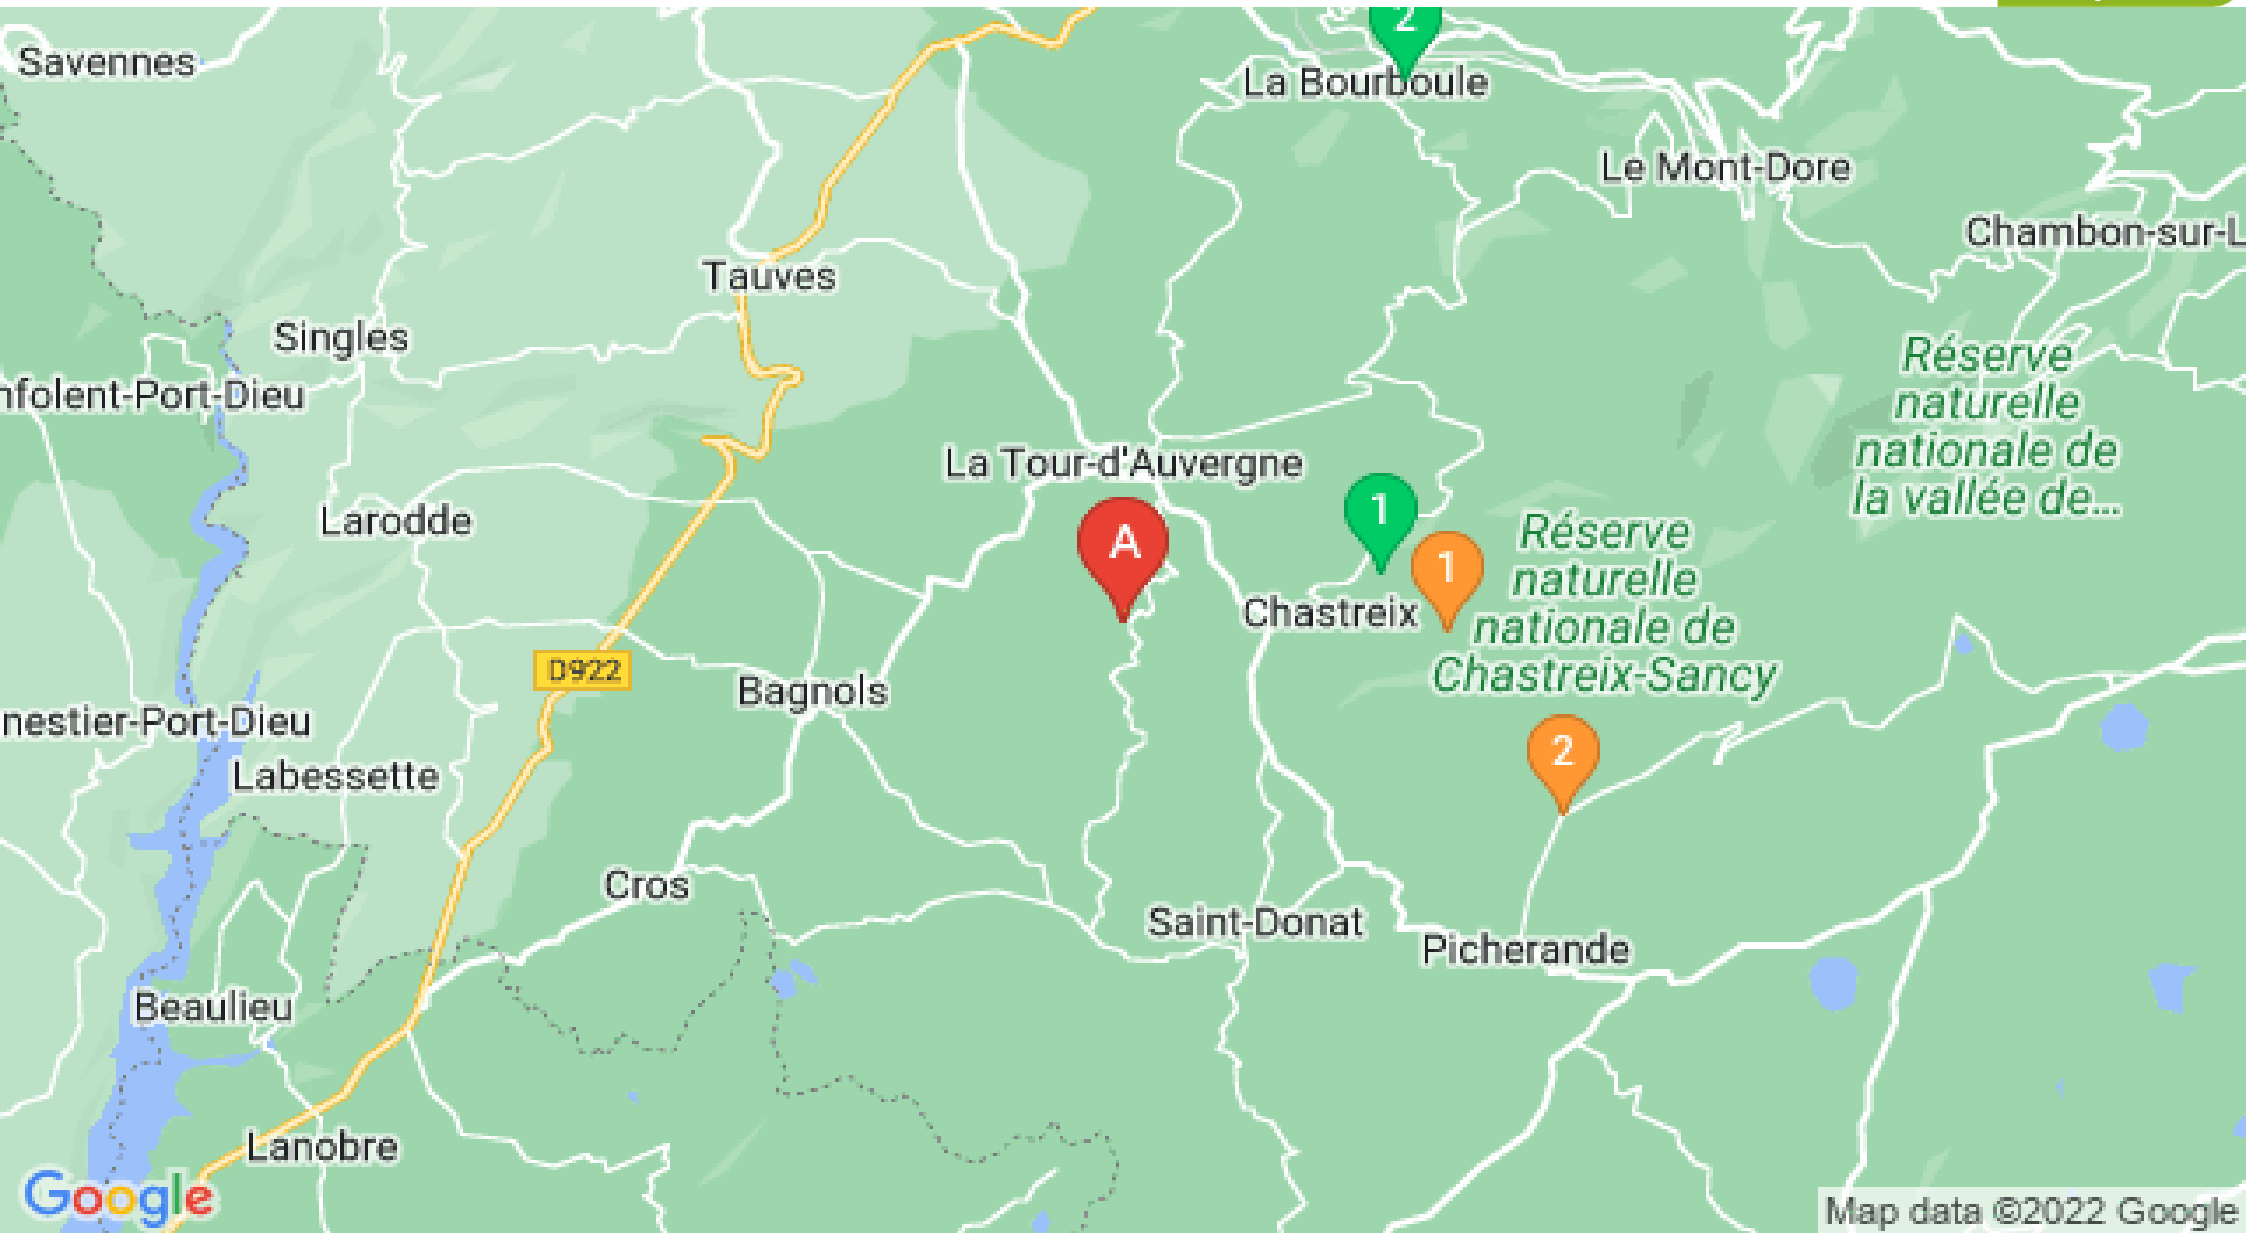 2
Savennes
La Bourboule
Le Mont-Dore
Chambon-sur-L
Tauves
Singles
Réserve
naturelle
nationale de
la vallée de...
nfolent-Port-Dieu
La Tour-d'Auvergne
Larodde
1
A
1
Réserve
naturelle
nationale de
Chastreix-Sancy
Chastreix
D922
Bagnols
nestier-Port-Dieu
Labessette
2
Cros
Saint-Donat
Picherande
Beaulieu
Lanobre
Google
Map data ©2022 Google